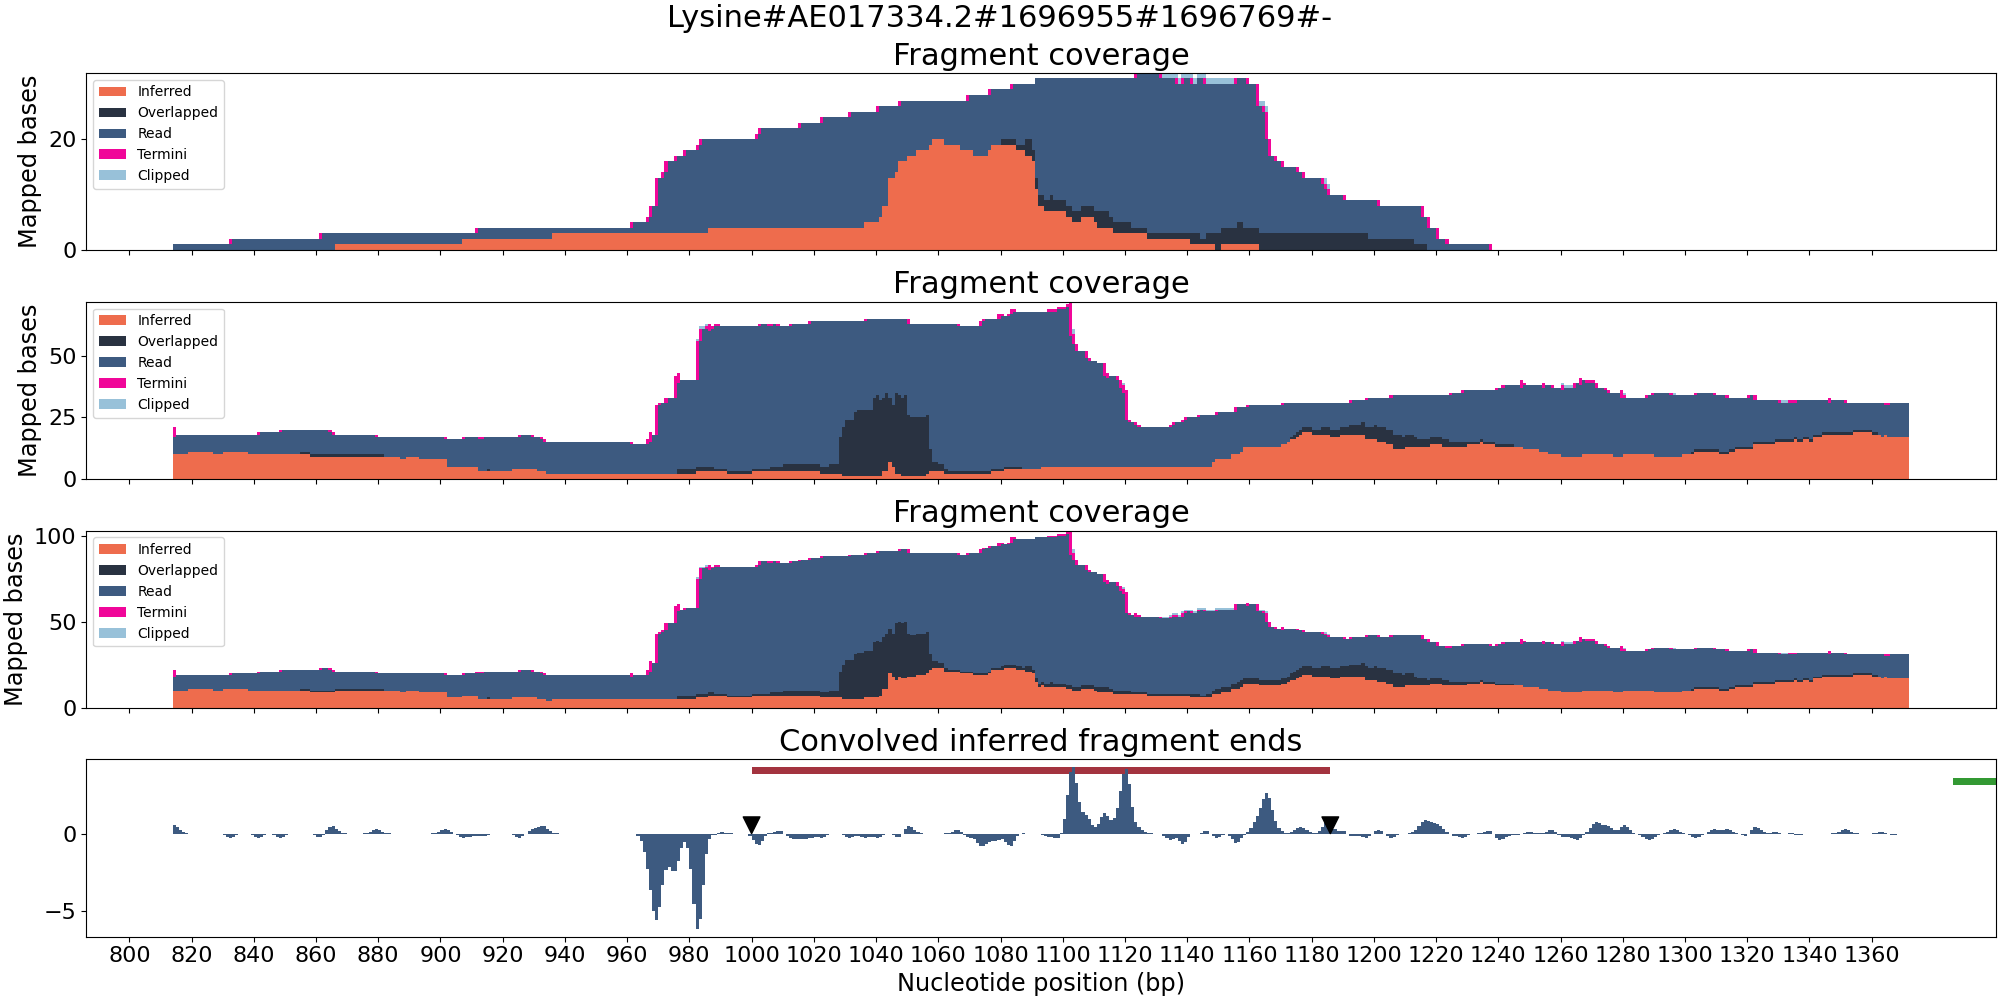 Lysine#AE017334.2#1696955#1696769#-
Fragment coverage
Mapped bases
20
0
Inferred
Overlapped
Read
Termini
Clipped
Fragment coverage
Mapped bases
50
25
0
Inferred
Overlapped
Read
Termini
Clipped
Fragment coverage
Mapped bases
100
50
0
Inferred
Overlapped
Read
Termini
Clipped
Convolved inferred fragment ends
0
−5
800 820 840 860 880 900 920 940 960 980 1000 1020 1040 1060 1080 1100 1120 1140 1160 1180 1200 1220 1240 1260 1280 1300 1320 1340 1360
Nucleotide position (bp)